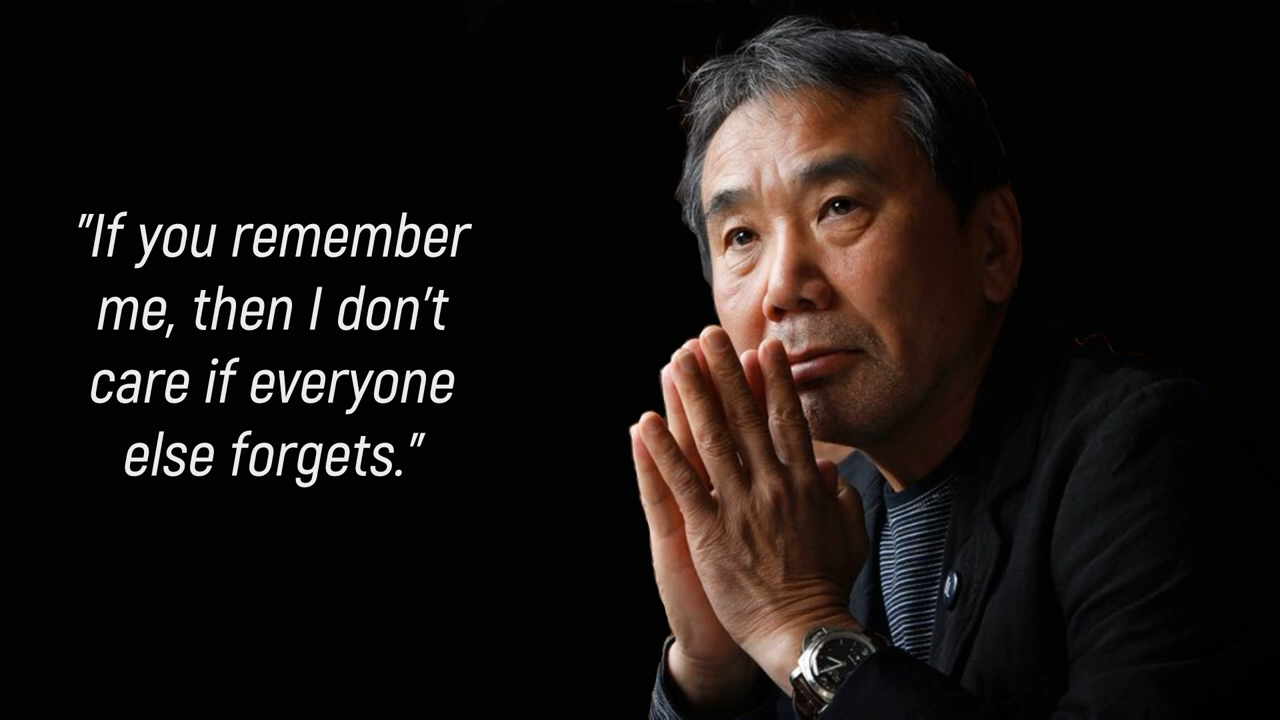 "If you remember
me, then I don't
care if everyone
else forgets."